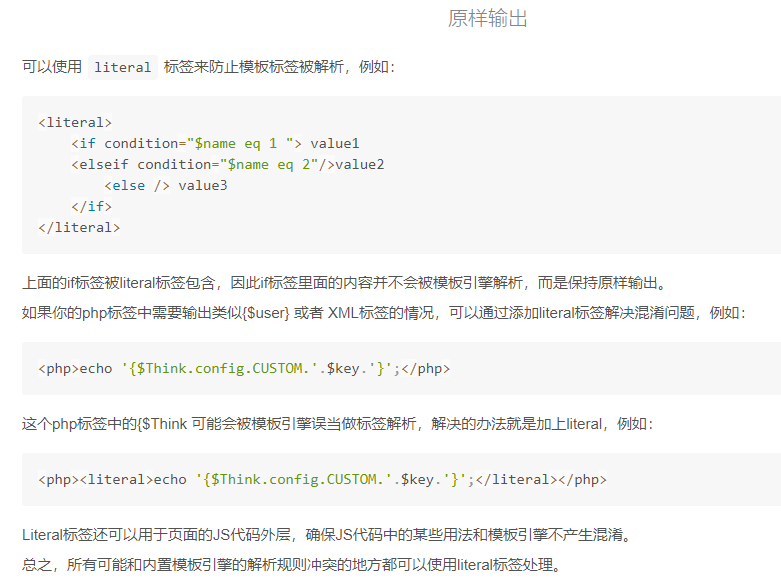 原样输出
可以使用 literal 标签来防止模板标签被解析，例如：
<literal>
    <if condition="$name eq 1 "> value1
    <elseif condition="$name eq 2"/>value2
        <else /> value3
    </if>
</literal>
上面的if标签被literal标签包含，因此if标签里面的内容并不会被模板引擎解析，而是保持原样输出。
如果你的php标签中需要输出类似{$user} 或者 XML标签的情况，可以通过添加literal标签解决混淆问题，例如：
<php>echo '{$Think.config.CUSTOM.'.$key.'}';</php>
这个php标签中的{$Think 可能会被模板引擎误当做标签解析，解决的办法就是加上literal，例如：
<php><literal>echo '{$Think.config.CUSTOM.'.$key.'}';</literal></php>
Literal标签还可以用于页面的JS代码外层，确保JS代码中的某些用法和模板引擎不产生混淆。
总之，所有可能和内置模板引擎的解析规则冲突的地方都可以使用literal标签处理。